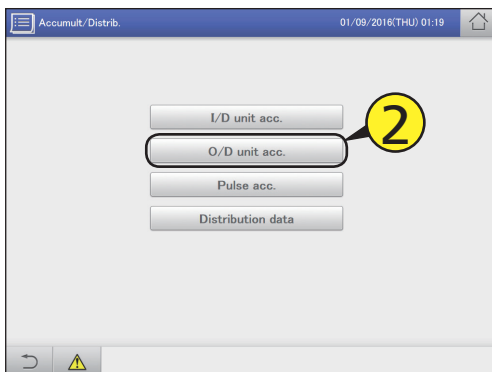 Accumult/Distrib. 01/09/2016(THU) 01:19
I/D unit acc.
O/D unit acc.
2
Pulse acc.
Distribution data